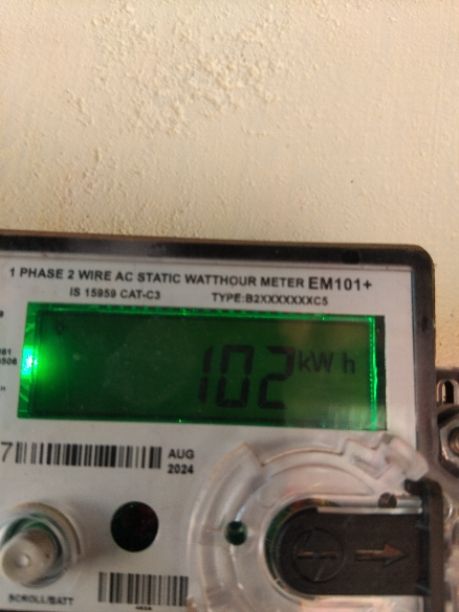 1 PHASE 2 WIRE AC STATIC WATTHOUR METER EM101+
IS 15959 CAT-C3 TYPE:B2XXXXXXXC5
102 kWh
7 AUG
2024
SCROLL/BATT